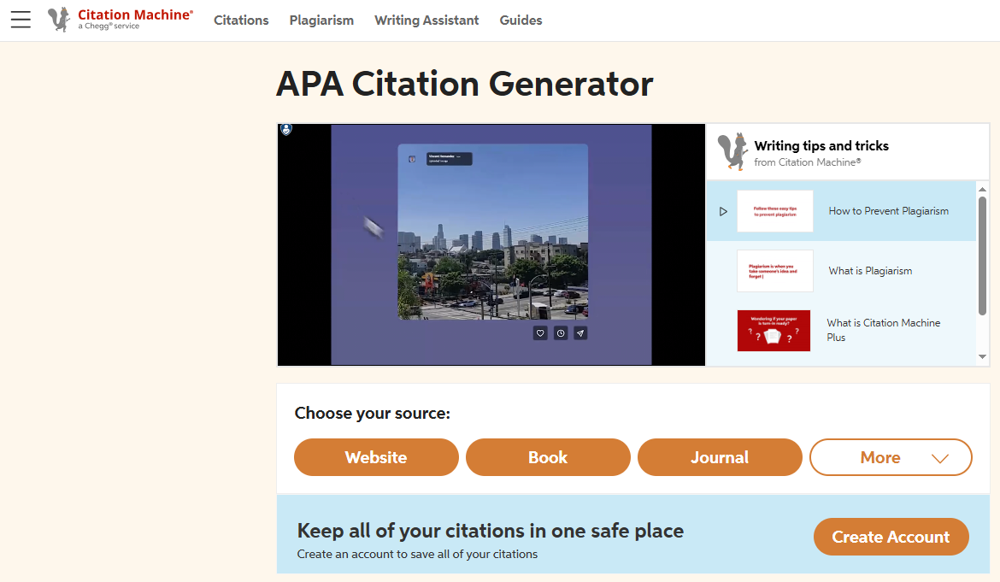 Citation Machine®
a Chegg® service
Citations
Plagiarism
Writing Assistant
Guides
APA Citation Generator
Vincent Hernandez
Writing tips and tricks
from Citation Machine®
Follow these easy tips
to prevent plagiarism
How to Prevent Plagiarism
Plagiarism is when you
take someone's idea and
forget
What is Plagiarism
Wondering if your paper
is turn-in ready?
What is Citation Machine
Plus
Choose your source:
Website
Book
Journal
More
Keep all of your citations in one safe place
Create an account to save all of your citations
Create Account